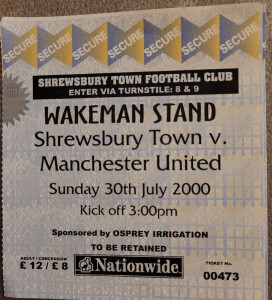 SECURE SECURE SECURE SECURE SECURE
SHREWSBURY TOWN FOOTBALL CLUB
ENTER VIA TURNSTILE: 8 & 9
WAKEMAN STAND
Shrewsbury Town v.
Manchester United
Sunday 30th July 2000
Kick off 3:00pm
Sponsored by OSPREY IRRIGATION
TO BE RETAINED
ADULT / CONCESSION
£12/£8
Nationwide
TICKET No.
00473